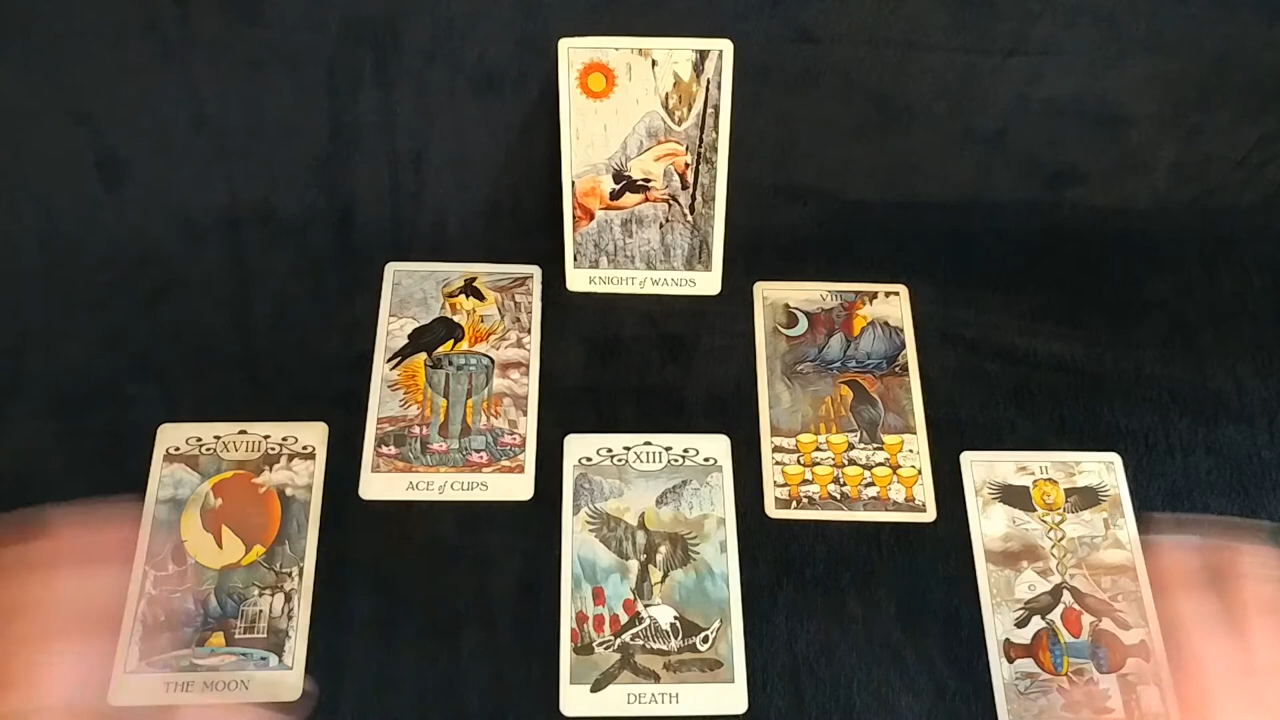 KNIGHT of WANDS
ACE of CUPS
VIII
XVIII
THE MOON
XIII
DEATH
II